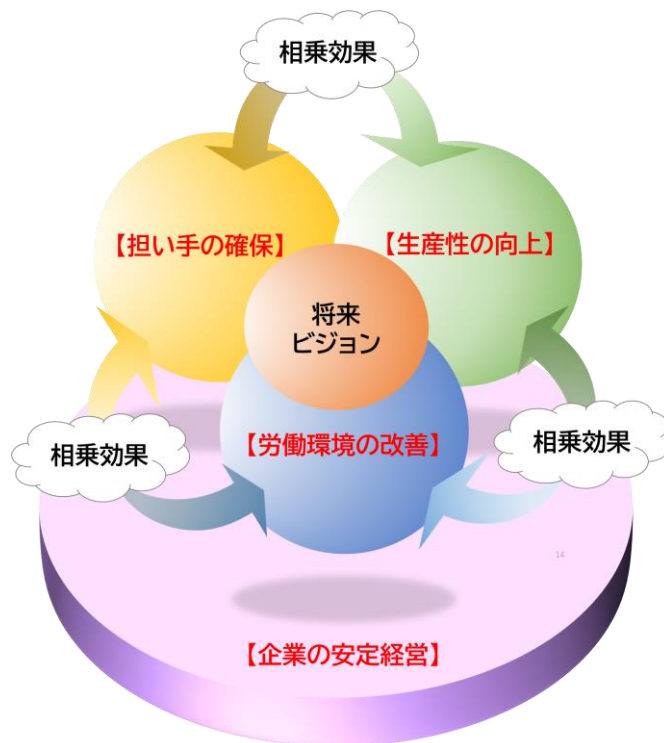 相乗効果
【担い手の確保】
【生産性の向上】
将来
ビジョン
相乗効果
【労働環境の改善】
相乗効果
14
【企業の安定経営】